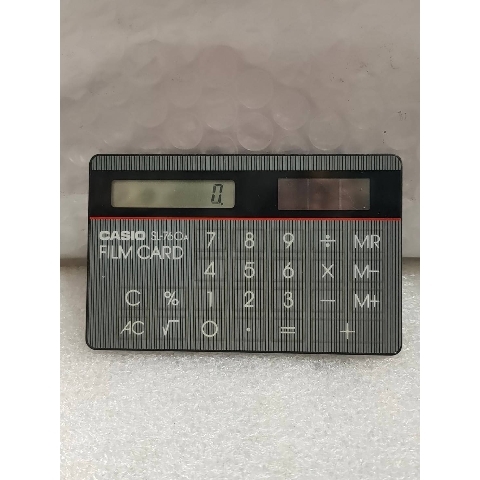 0.
CASIO SL-760A
FILM CARD
7 8 9 ÷ MR
4 5 6 × M−
C % 1 2 3 − M+
AC √ 0 · = +